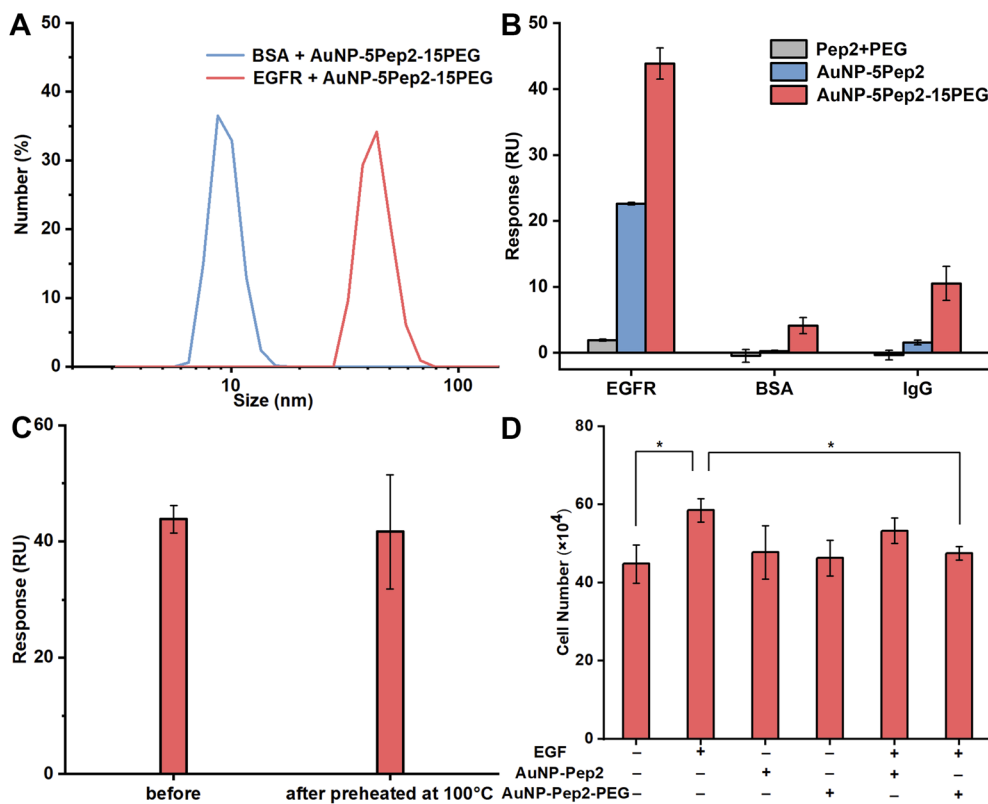 A
50
40
30
20
10
0
Number (%)
BSA + AuNP-5Pep2-15PEG
EGFR + AuNP-5Pep2-15PEG
10
100
Size (nm)
B
50
40
30
20
10
0
Response (RU)
Pep2+PEG
AuNP-5Pep2
AuNP-5Pep2-15PEG
EGFR
BSA
IgG
C
60
40
20
0
Response (RU)
before
after preheated at 100°C
D
80
60
40
20
0
Cell Number (×10⁴)
*
*
EGF – + – – + +
AuNP-Pep2 – – + – + –
AuNP-Pep2-PEG – – – + – +